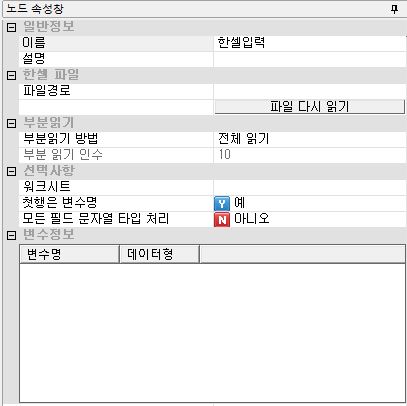 노드 속성창
일반정보
이름 한셀입력
설명
한셀 파일
파일경로
파일 다시 읽기
부분읽기
부분읽기 방법 전체 읽기
부분 읽기 인수 10
선택사항
워크시트
첫행은 변수명 Y 예
모든 필드 문자열 타입 처리 N 아니오
변수정보
변수명 데이터형